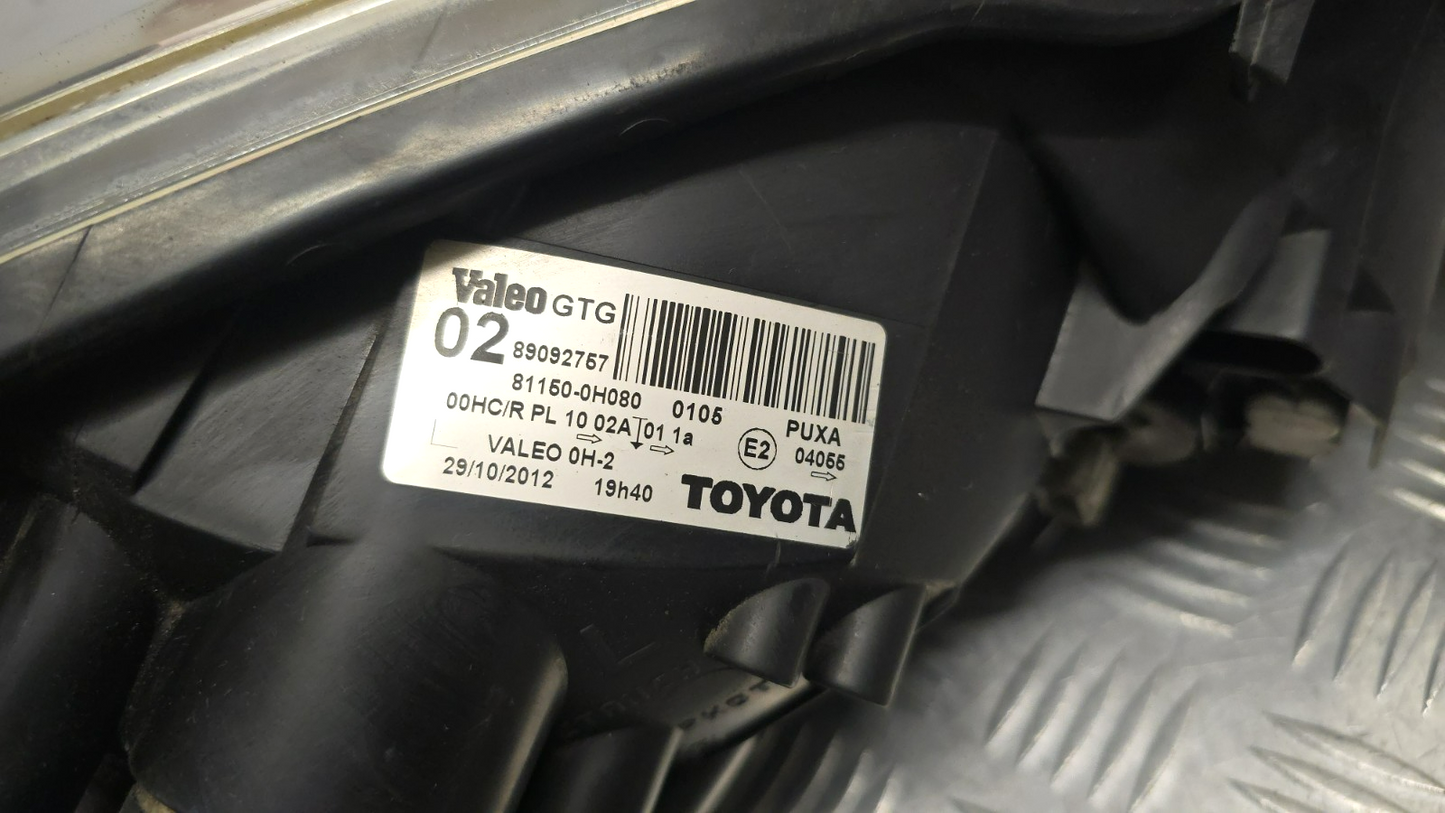 Valeo GTG
02 89092757
81150-0H080 0105
00HC/R PL 10 02A 01 1a
E2
PUXA
04055
VALEO 0H-2
29/10/2012 19h40
TOYOTA